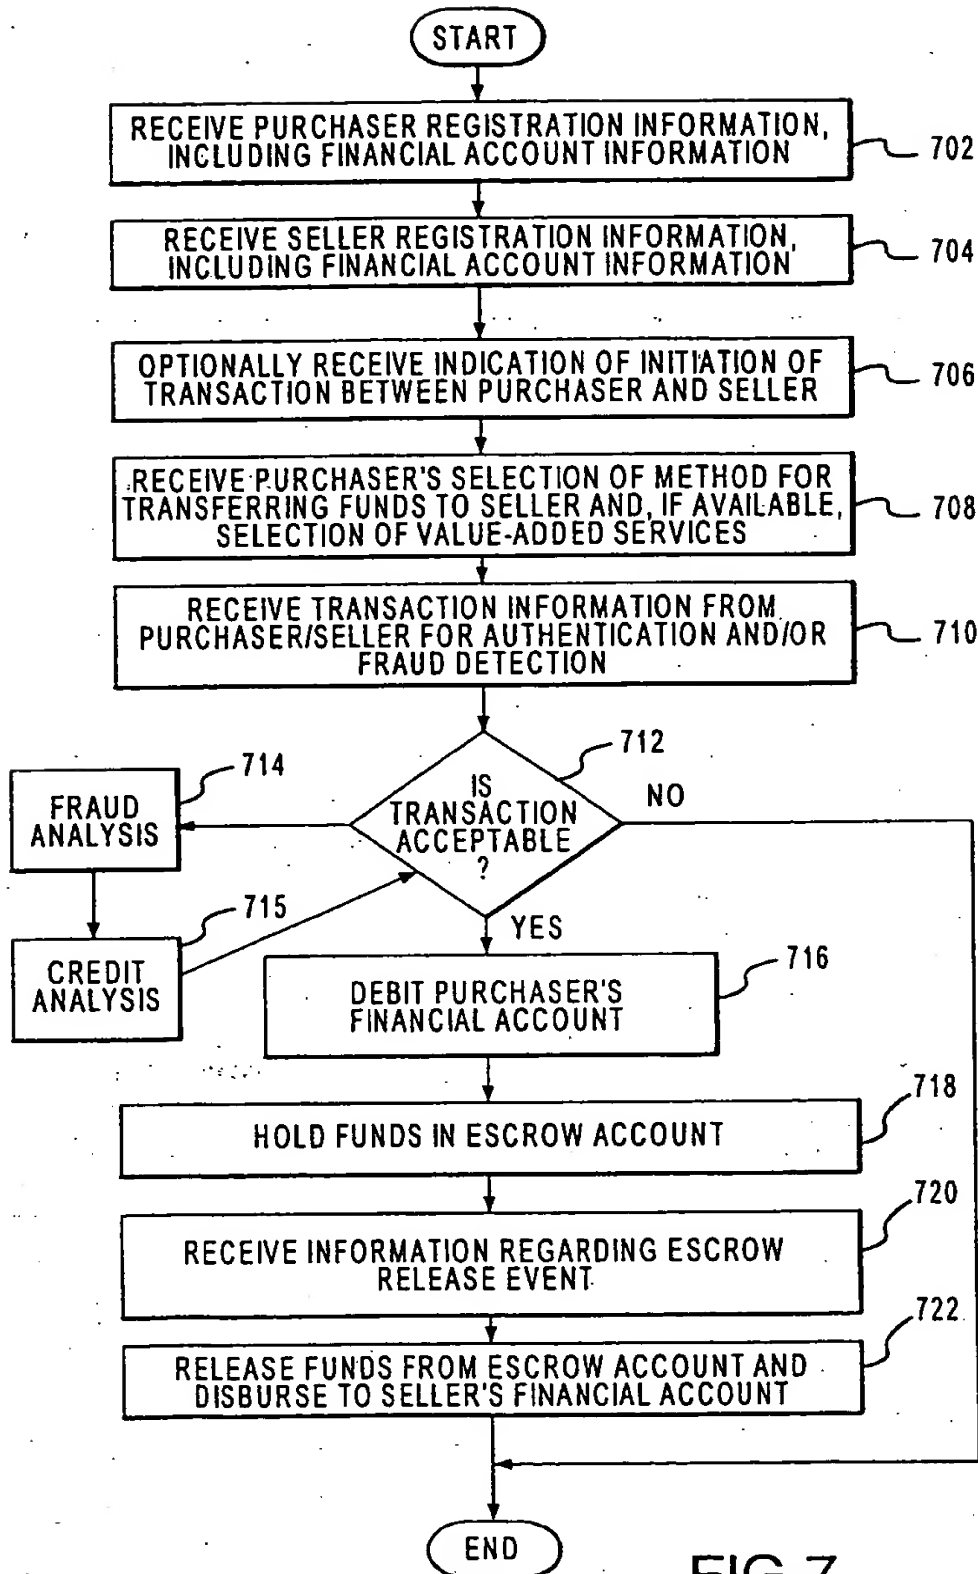 START
RECEIVE PURCHASER REGISTRATION INFORMATION,
INCLUDING FINANCIAL ACCOUNT INFORMATION
702
RECEIVE SELLER REGISTRATION INFORMATION,
INCLUDING FINANCIAL ACCOUNT INFORMATION
704
OPTIONALLY RECEIVE INDICATION OF INITIATION OF
TRANSACTION BETWEEN PURCHASER AND SELLER
706
RECEIVE PURCHASER'S SELECTION OF METHOD FOR
TRANSFERRING FUNDS TO SELLER AND, IF AVAILABLE,
SELECTION OF VALUE-ADDED SERVICES
708
RECEIVE TRANSACTION INFORMATION FROM
PURCHASER/SELLER FOR AUTHENTICATION AND/OR
FRAUD DETECTION
710
712
IS
TRANSACTION
ACCEPTABLE
?
NO
714
FRAUD
ANALYSIS
715
CREDIT
ANALYSIS
YES
716
DEBIT PURCHASER'S
FINANCIAL ACCOUNT
718
HOLD FUNDS IN ESCROW ACCOUNT
720
RECEIVE INFORMATION REGARDING ESCROW
RELEASE EVENT
722
RELEASE FUNDS FROM ESCROW ACCOUNT AND
DISBURSE TO SELLER'S FINANCIAL ACCOUNT
END
FIG. 7